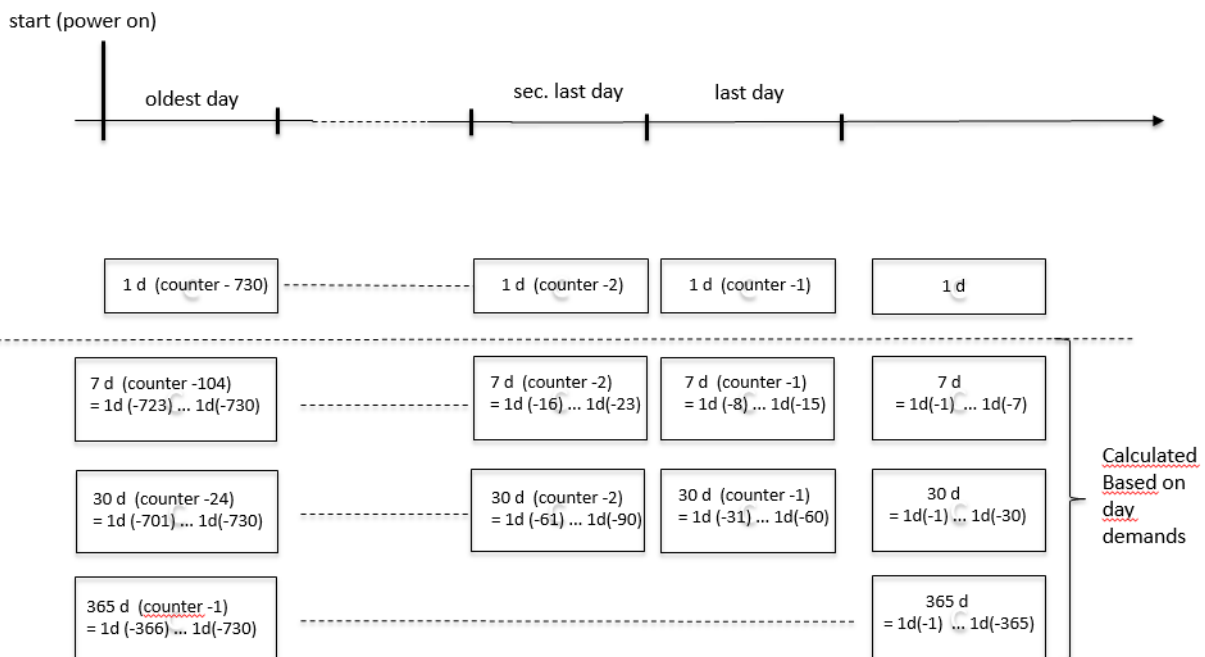 start (power on)
oldest day
sec. last day
last day
1 d (counter - 730)
1 d (counter -2)
1 d (counter -1)
1 d
7 d (counter -104)
= 1d (-723) ... 1d(-730)
7 d (counter -2)
= 1d (-16) ... 1d(-23)
7 d (counter -1)
= 1d (-8) ... 1d(-15)
7 d
= 1d(-1) ... 1d(-7)
30 d (counter -24)
= 1d (-701) ... 1d(-730)
30 d (counter -2)
= 1d (-61) ... 1d(-90)
30 d (counter -1)
= 1d (-31) ... 1d(-60)
30 d
= 1d(-1) ... 1d(-30)
365 d (counter -1)
= 1d (-366) ... 1d(-730)
365 d
= 1d(-1) ... 1d(-365)
Calculated
Based on
day
demands